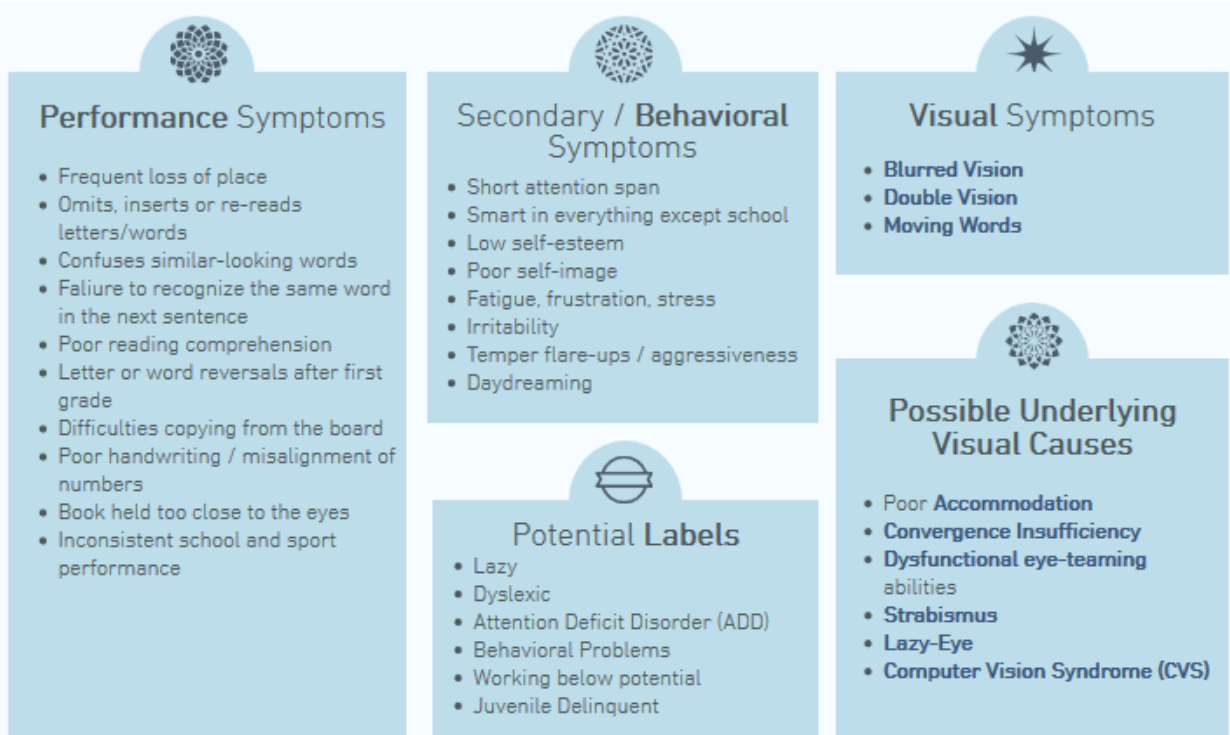 Performance Symptoms
• Frequent loss of place
• Omits, inserts or re-reads
letters/words
• Confuses similar-looking words
• Faliure to recognize the same word
in the next sentence
• Poor reading comprehension
• Letter or word reversals after first
grade
• Difficulties copying from the board
• Poor handwriting / misalignment of
numbers
• Book held too close to the eyes
• Inconsistent school and sport
performance
Secondary / Behavioral
Symptoms
• Short attention span
• Smart in everything except school
• Low self-esteem
• Poor self-image
• Fatigue, frustration, stress
• Irritability
• Temper flare-ups / aggressiveness
• Daydreaming
Potential Labels
• Lazy
• Dyslexic
• Attention Deficit Disorder (ADD)
• Behavioral Problems
• Working below potential
• Juvenile Delinquent
Visual Symptoms
• Blurred Vision
• Double Vision
• Moving Words
Possible Underlying
Visual Causes
• Poor Accommodation
• Convergence Insufficiency
• Dysfunctional eye-teaming
abilities
• Strabismus
• Lazy-Eye
• Computer Vision Syndrome (CVS)